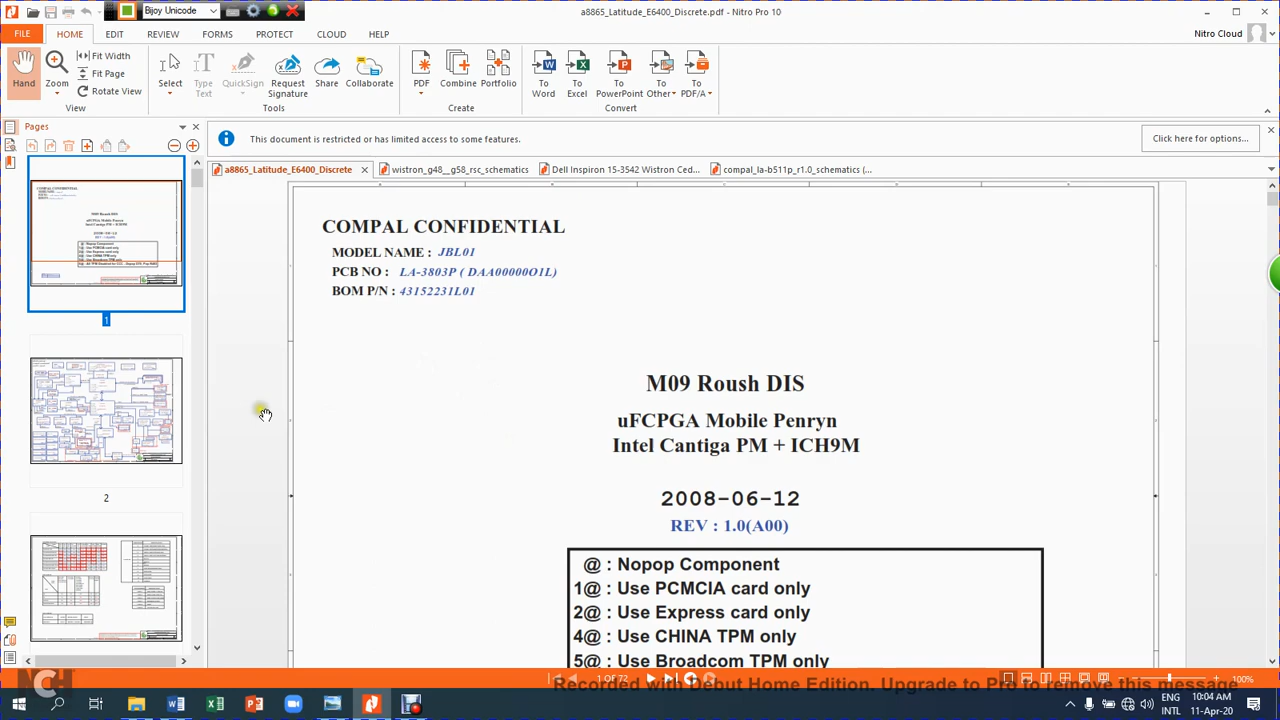 Bijoy Unicode
a8865_Latitude_E6400_Discrete.pdf - Nitro Pro 10
FILE HOME EDIT REVIEW FORMS PROTECT CLOUD HELP
Nitro Cloud
Hand
Zoom
Fit Width
Fit Page
Rotate View
View
Select
Type Text
QuickSign
Request Signature
Share
Collaborate
Tools
PDF
Combine
Portfolio
Create
To Word
To Excel
To PowerPoint
To Other
To PDF/A
Convert
Pages
This document is restricted or has limited access to some features.
Click here for options...
a8865_Latitude_E6400_Discrete
wistron_g48__g58_rsc_schematics
Dell Inspiron 15-3542 Wistron Ced...
compal_la-b511p_r1.0_schematics (...
1
2
COMPAL CONFIDENTIAL
MODEL NAME : JBL01
PCB NO : LA-3803P ( DAA00000O1L)
BOM P/N : 43152231L01
M09 Roush DIS
uFCPGA Mobile Penryn
Intel Cantiga PM + ICH9M
2008-06-12
REV : 1.0(A00)
@ : Nopop Component
1@ : Use PCMCIA card only
2@ : Use Express card only
4@ : Use CHINA TPM only
5@ : Use Broadcom TPM only
1 OF 72
100%
NCH
Recorded with Debut Home Edition. Upgrade to Pro to remove this message
ENG
INTL
10:04 AM
11-Apr-20